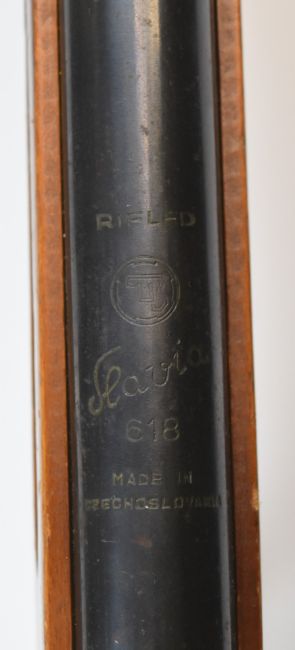 RIFLED
Slavia
618
MADE IN
CZECHOSLOVAKIA